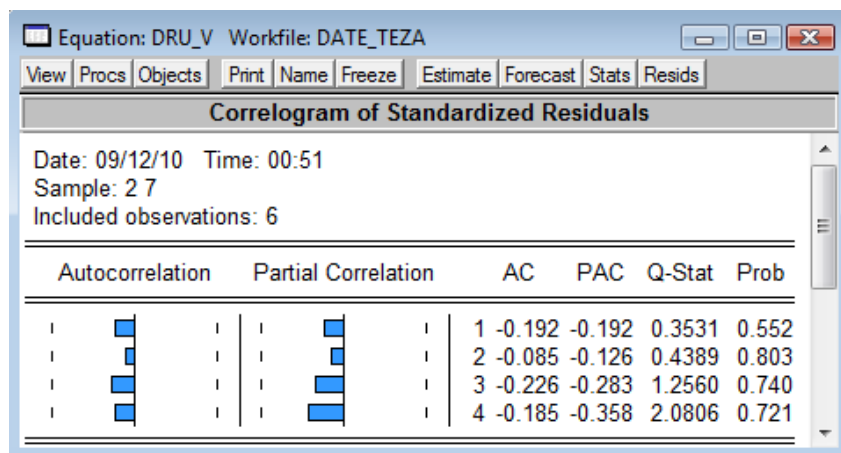 Equation: DRU_V Workfile: DATE_TEZA
View Procs Objects Print Name Freeze Estimate Forecast Stats Resids
Correlogram of Standardized Residuals
Date: 09/12/10 Time: 00:51
Sample: 2 7
Included observations: 6
Autocorrelation Partial Correlation AC PAC Q-Stat Prob
1 -0.192 -0.192 0.3531 0.552
2 -0.085 -0.126 0.4389 0.803
3 -0.226 -0.283 1.2560 0.740
4 -0.185 -0.358 2.0806 0.721